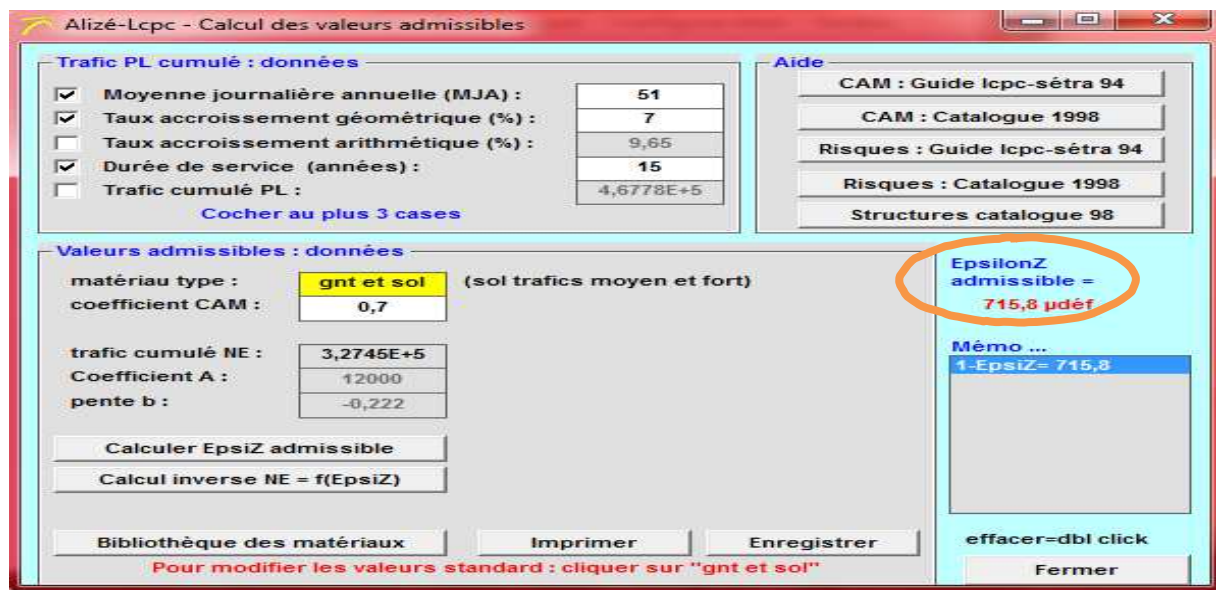 Alizé-Lcpc - Calcul des valeurs admissibles
Trafic PL cumulé : données
Moyenne journalière annuelle (MJA) : 51
Taux accroissement géométrique (%) : 7
Taux accroissement arithmétique (%) : 9,65
Durée de service (années) : 15
Trafic cumulé PL : 4,6778E+5
Cocher au plus 3 cases
Aide
CAM : Guide lcpc-sétra 94
CAM : Catalogue 1998
Risques : Guide lcpc-sétra 94
Risques : Catalogue 1998
Structures catalogue 98
Valeurs admissibles : données
matériau type : gnt et sol (sol trafics moyen et fort)
coefficient CAM : 0,7
trafic cumulé NE : 3,2745E+5
Coefficient A : 12000
pente b : -0,222
Calculer EpsiZ admissible
Calcul inverse NE = f(EpsiZ)
Bibliothèque des matériaux
Imprimer
Enregistrer
Pour modifier les valeurs standard : cliquer sur "gnt et sol"
EpsilonZ
admissible =
715,8 µdéf
Mémo ...
1-EpsiZ= 715,8
effacer=dbl click
Fermer